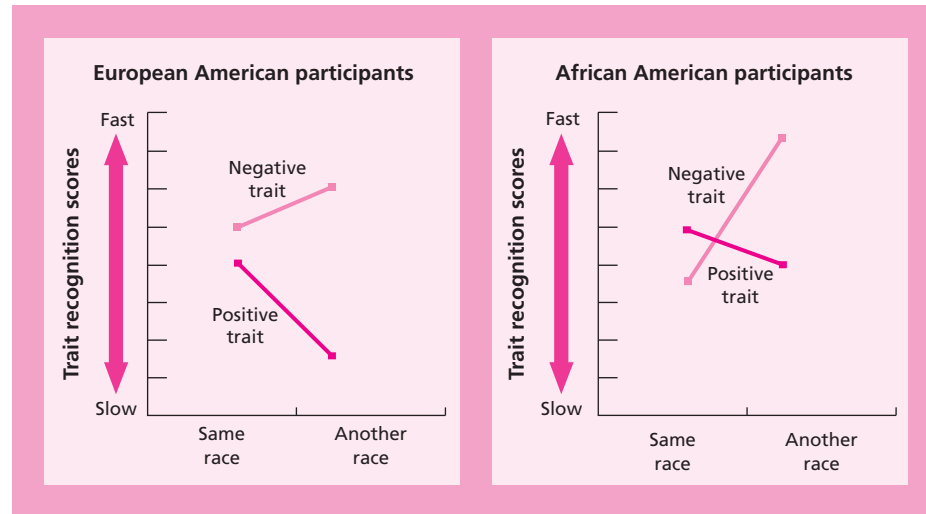 European American participants
Fast
Trait recognition scores
Negative
trait
Positive
trait
Slow
Same
race
Another
race
African American participants
Fast
Trait recognition scores
Negative
trait
Positive
trait
Slow
Same
race
Another
race